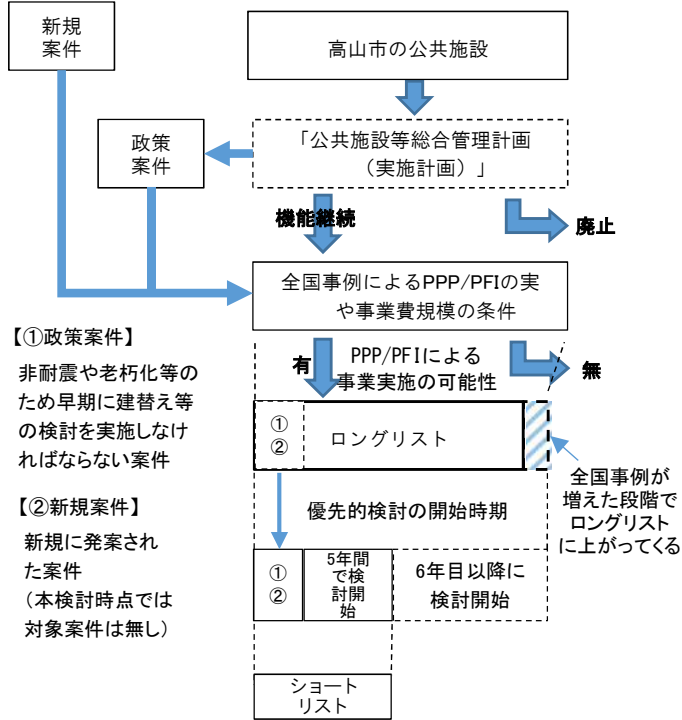 新規
案件
高山市の公共施設
政策
案件
「公共施設等総合管理計画
（実施計画）」
機能継続
廃止
全国事例によるPPP/PFIの実
や事業費規模の条件
【①政策案件】
非耐震や老朽化等の
ため早期に建替え等
の検討を実施しなけ
ればならない案件
有
PPP/PFIによる
事業実施の可能性
無
①
②
ロングリスト
全国事例が
増えた段階で
ロングリスト
に上がってくる
【②新規案件】
新規に発案され
た案件
（本検討時点では
対象案件は無し）
優先的検討の開始時期
①
②
5年間
で検
討開
始
6年目以降に
検討開始
ショート
リスト